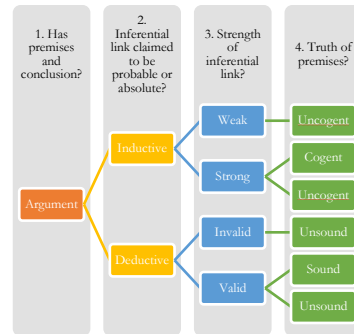 1. Has
premises
and
conclusion?
2.
Inferential
link claimed
to be
probable or
absolute?
3. Strength
of
inferential
link?
4. Truth of
premises?
Argument
Inductive
Deductive
Weak
Strong
Invalid
Valid
Uncogent
Cogent
Uncogent
Unsound
Sound
Unsound